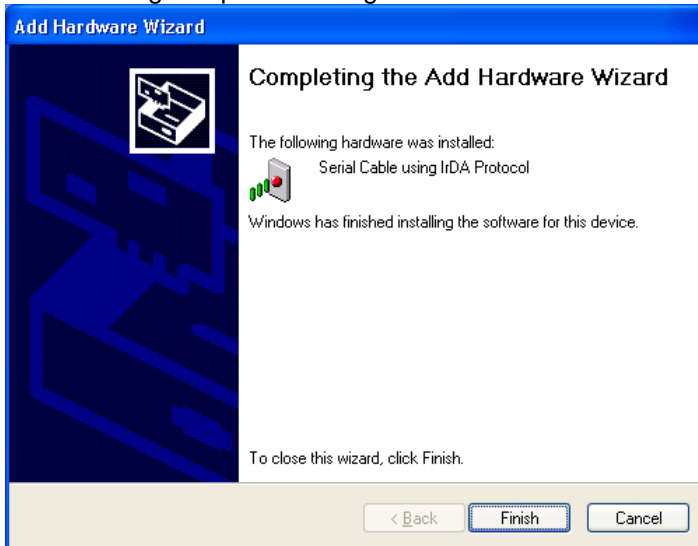 Add Hardware Wizard
Completing the Add Hardware Wizard
The following hardware was installed:
Serial Cable using IrDA Protocol
Windows has finished installing the software for this device.
To close this wizard, click Finish.
< Back Finish Cancel